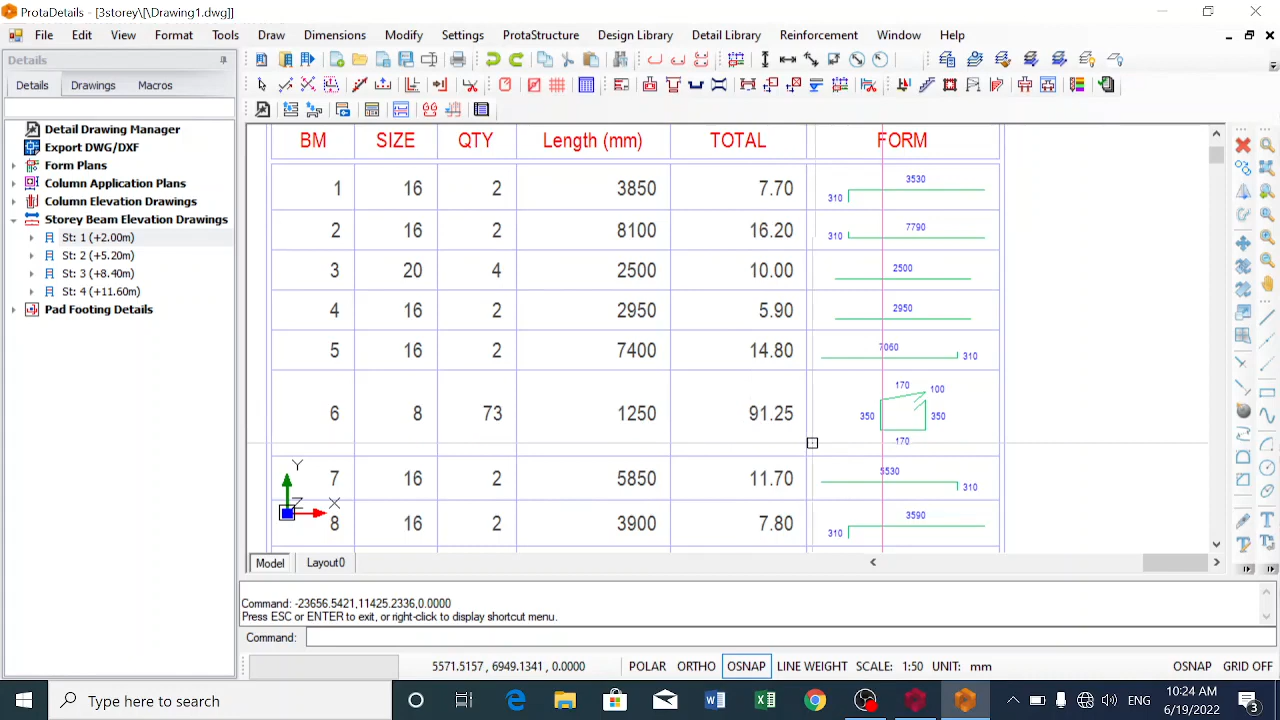 ProtaDetails - [3Storey\[\Drawing1.dwg]]
File Edit View Format Tools Draw Dimensions Modify Settings ProtaStructure Design Library Detail Library Reinforcement Window Help
Details
Details Drawings Macros
Detail Drawing Manager
Export DWG/DXF
Form Plans
Column Application Plans
Column Elevation Drawings
Storey Beam Elevation Drawings
St: 1 (+2.00m)
St: 2 (+5.20m)
St: 3 (+8.40m)
St: 4 (+11.60m)
Pad Footing Details
BM SIZE QTY Length (mm) TOTAL FORM
1 16 2 3850 7.70 310 3530
2 16 2 8100 16.20 310 7790
3 20 4 2500 10.00 2500
4 16 2 2950 5.90 2950
5 16 2 7400 14.80 7060 310
6 8 73 1250 91.25 170 100 350 350 170
7 16 2 5850 11.70 5530 310
8 16 2 3900 7.80 310 3590
Y
Z X
Model Layout0
Command: -23656.5421,11425.2336,0.0000
Press ESC or ENTER to exit, or right-click to display shortcut menu.
Command:
5571.5157 , 6949.1341 , 0.0000 POLAR ORTHO OSNAP LINE WEIGHT SCALE: 1:50 UNIT: mm OSNAP GRID OFF
Type here to search
ENG
10:24 AM
6/19/2022
3